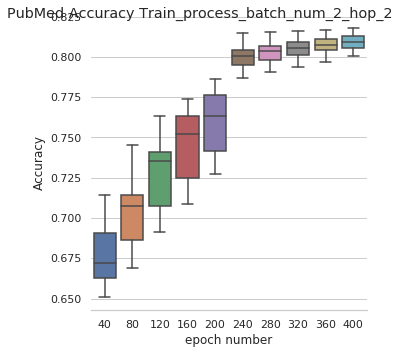 PubMed Accuracy Train_process_batch_num_2_hop_2
0.825
0.800
0.775
0.750
0.725
0.700
0.675
0.650
Accuracy
40 80 120 160 200 240 280 320 360 400
epoch number